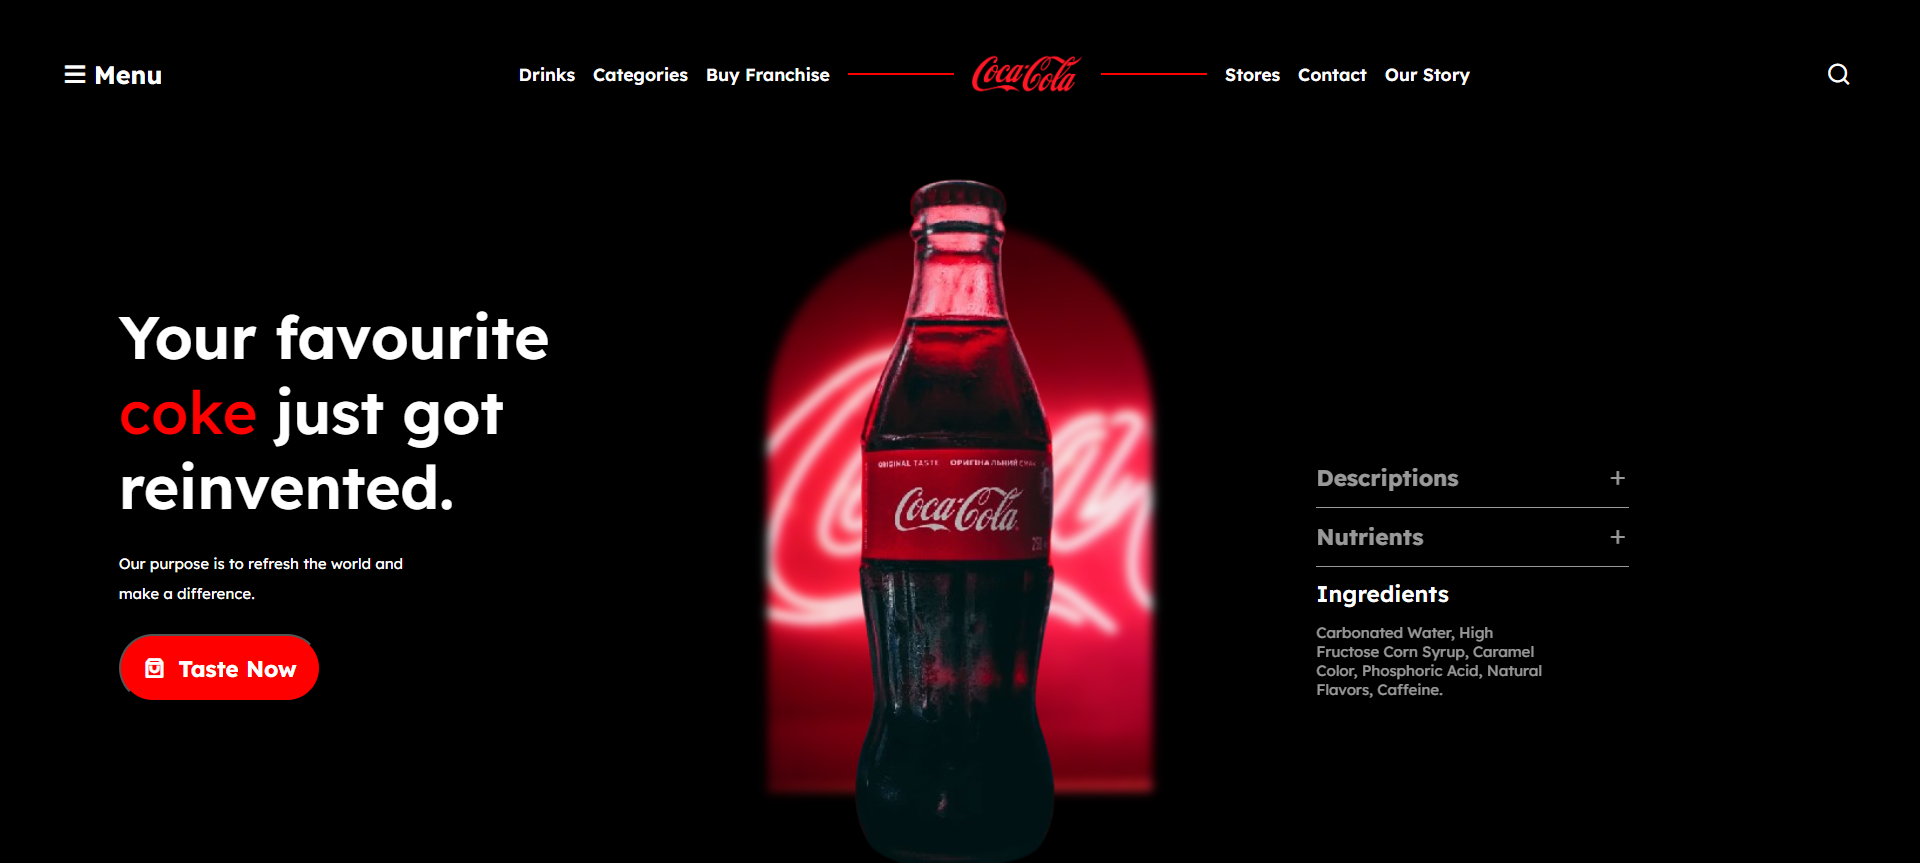 Menu
Drinks Categories Buy Franchise Coca-Cola Stores Contact Our Story
Your favourite
coke just got
reinvented.
Our purpose is to refresh the world and
make a difference.
Taste Now
ORIGINAL TASTE ОРИГІНАЛЬНИЙ СМАК
Coca-Cola
Descriptions +
Nutrients +
Ingredients
Carbonated Water, High
Fructose Corn Syrup, Caramel
Color, Phosphoric Acid, Natural
Flavors, Caffeine.